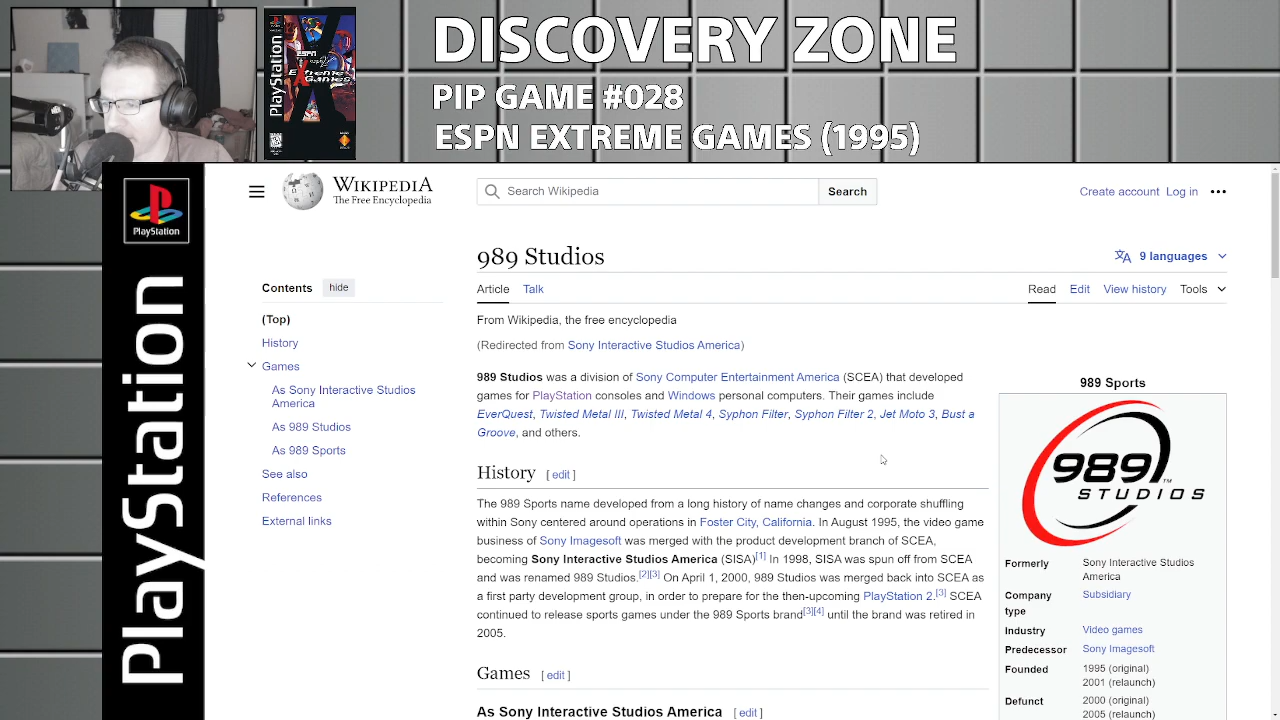 DISCOVERY ZONE
PIP GAME #028
ESPN EXTREME GAMES (1995)
PlayStation
ESPN
Extreme
Games
PlayStation
PlayStation
WIKIPEDIA
The Free Encyclopedia
Search Wikipedia
Search
Create account Log in
989 Studios
9 languages
Article Talk
Read Edit View history Tools
Contents hide
(Top)
History
Games
As Sony Interactive Studios
America
As 989 Studios
As 989 Sports
See also
References
External links
From Wikipedia, the free encyclopedia
(Redirected from Sony Interactive Studios America)
989 Studios was a division of Sony Computer Entertainment America (SCEA) that developed
games for PlayStation consoles and Windows personal computers. Their games include
EverQuest, Twisted Metal III, Twisted Metal 4, Syphon Filter, Syphon Filter 2, Jet Moto 3, Bust a
Groove, and others.
History [ edit ]
The 989 Sports name developed from a long history of name changes and corporate shuffling
within Sony centered around operations in Foster City, California. In August 1995, the video game
business of Sony Imagesoft was merged with the product development branch of SCEA,
becoming Sony Interactive Studios America (SISA)[1] In 1998, SISA was spun off from SCEA
and was renamed 989 Studios.[2][3] On April 1, 2000, 989 Studios was merged back into SCEA as
a first party development group, in order to prepare for the then-upcoming PlayStation 2.[3] SCEA
continued to release sports games under the 989 Sports brand[3][4] until the brand was retired in
2005.
Games [ edit ]
As Sony Interactive Studios America [ edit ]
989 Sports
989 TM
STUDIOS
Formerly Sony Interactive Studios
America
Company
type Subsidiary
Industry Video games
Predecessor Sony Imagesoft
Founded 1995 (original)
2001 (relaunch)
Defunct 2000 (original)
2005 (relaunch)